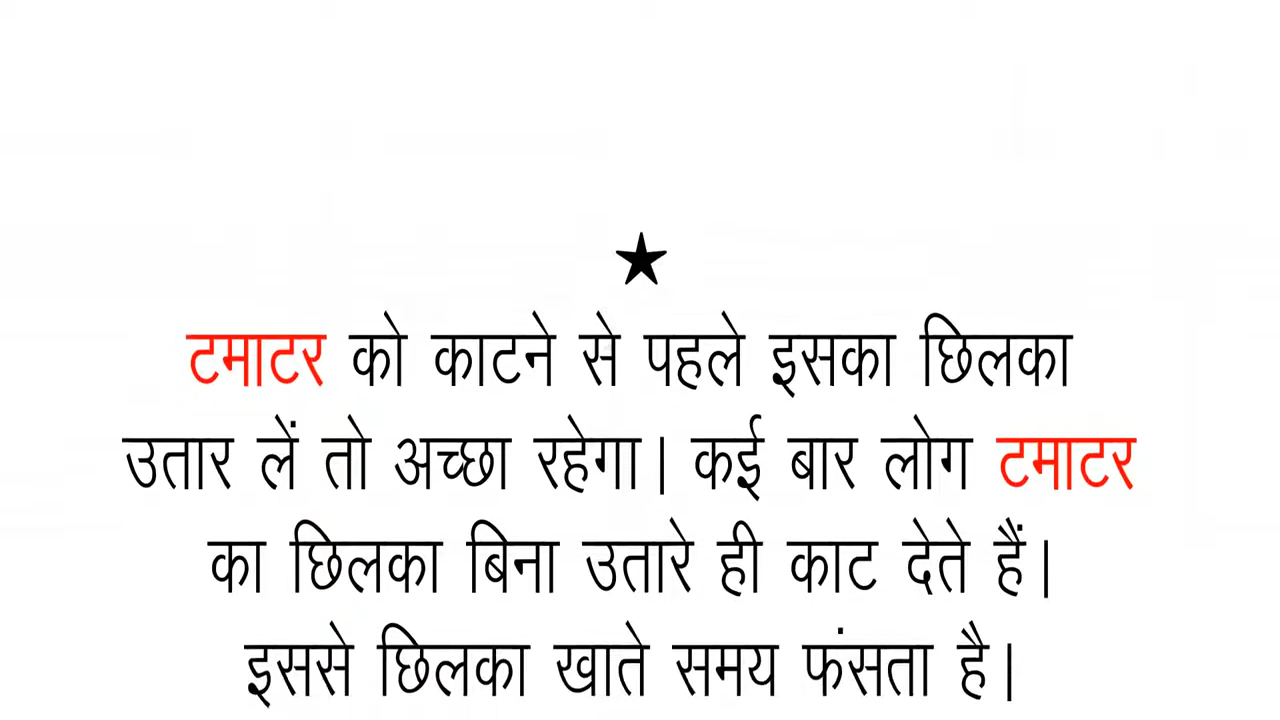 ★
टमाटर को काटने से पहले इसका छिलका
उतार लें तो अच्छा रहेगा। कई बार लोग टमाटर
का छिलका बिना उतारे ही काट देते हैं।
इससे छिलका खाते समय फंसता है।